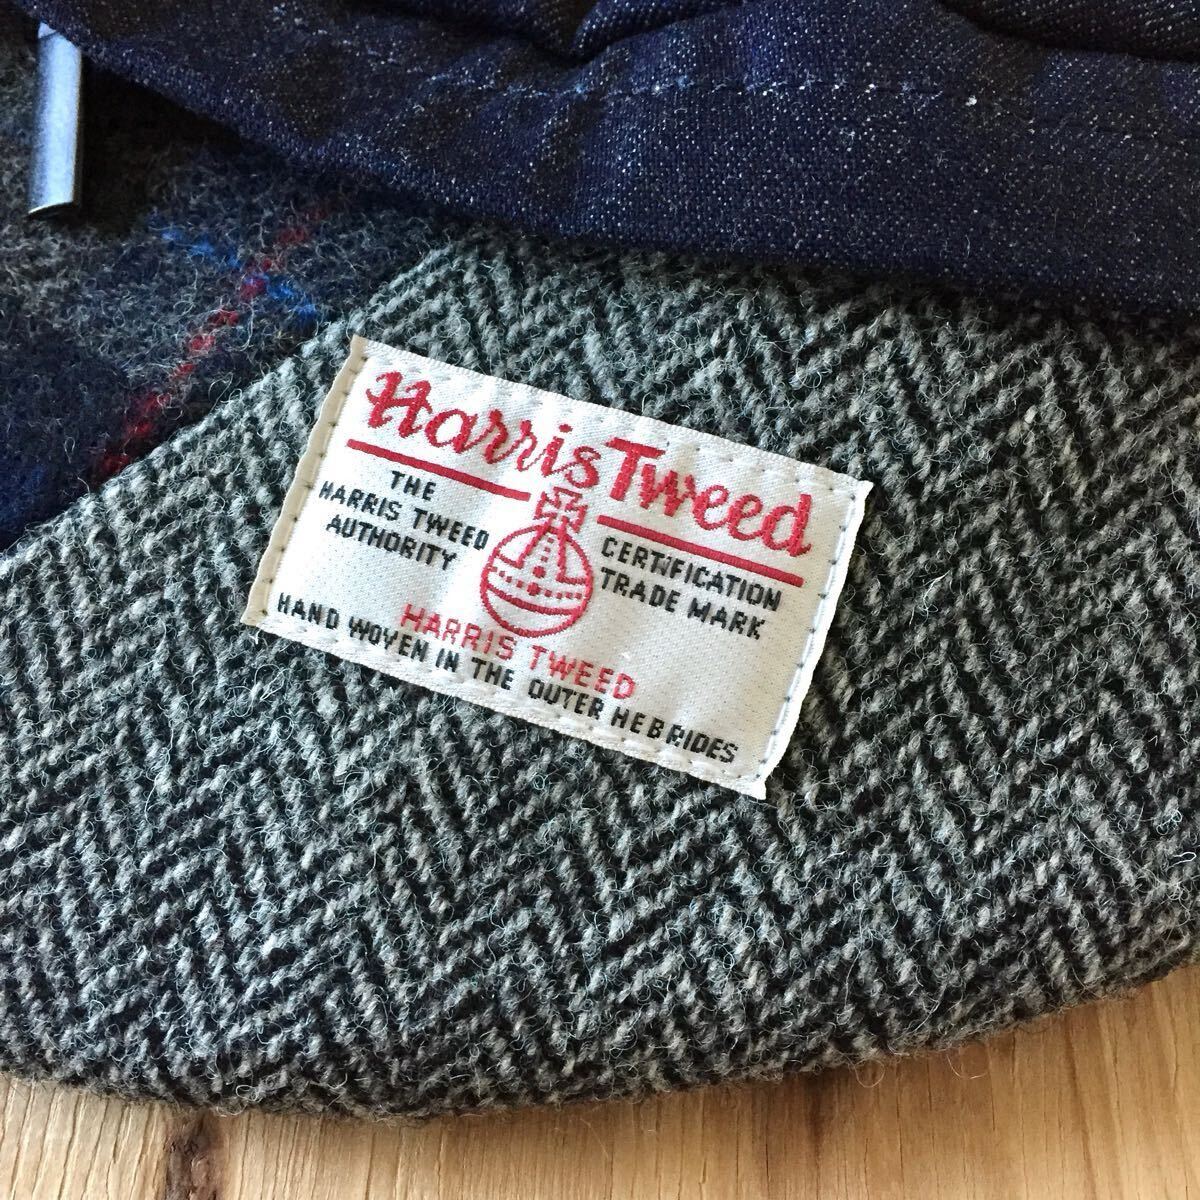 Harris Tweed
THE
HARRIS TWEED
AUTHORITY
CERTIFICATION
TRADE MARK
HARRIS TWEED
HAND WOVEN IN THE OUTER HEBRIDES